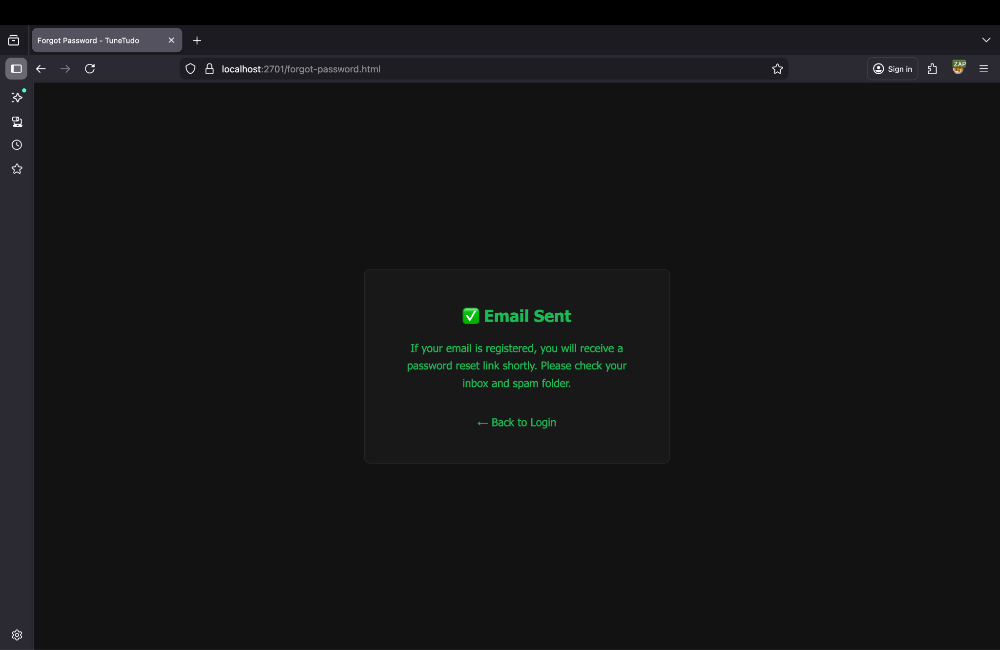 Forgot Password - TuneTudo
localhost:2701/forgot-password.html
Sign in
ZAP
✅ Email Sent
If your email is registered, you will receive a
password reset link shortly. Please check your
inbox and spam folder.
← Back to Login